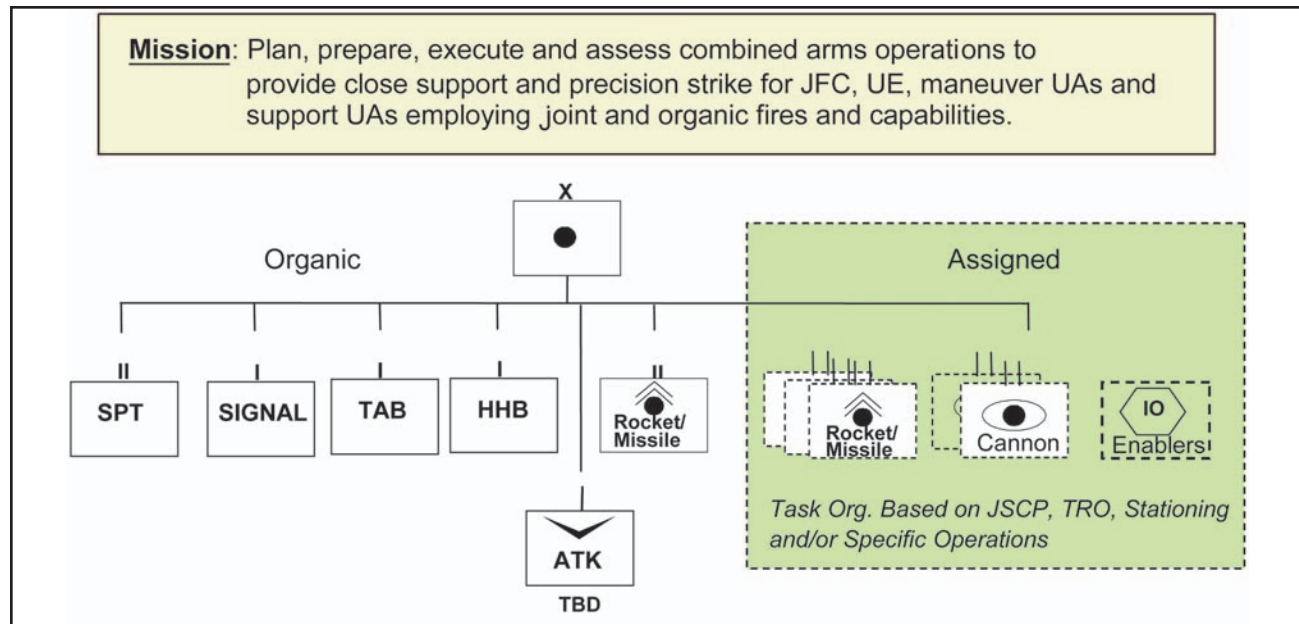 Mission: Plan, prepare, execute and assess combined arms operations to
provide close support and precision strike for JFC, UE, maneuver UAs and
support UAs employing joint and organic fires and capabilities.
X
Organic
Assigned
II
SPT
I
SIGNAL
I
TAB
I
HHB
II
Rocket/
Missile
Rocket/
Missile
Cannon
IO
Enablers
Task Org. Based on JSCP, TRO, Stationing
and/or Specific Operations
ATK
TBD